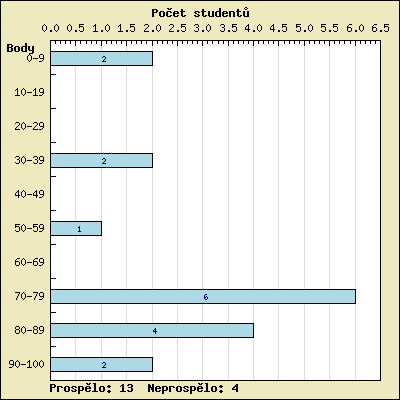 Počet studentů
0.0 0.5 1.0 1.5 2.0 2.5 3.0 3.5 4.0 4.5 5.0 5.5 6.0 6.5
Body
0-9 2
10-19
20-29
30-39 2
40-49
50-59 1
60-69
70-79 6
80-89 4
90-100 2
Prospělo: 13 Neprospělo: 4